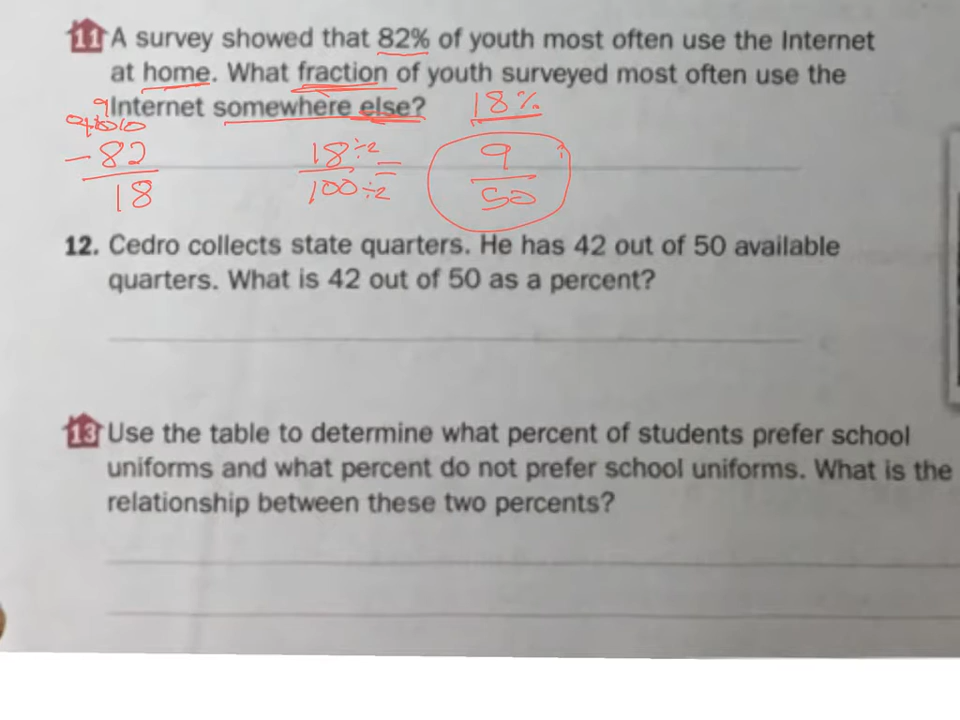 11 A survey showed that 82% of youth most often use the Internet
at home. What fraction of youth surveyed most often use the
Internet somewhere else? 18%
- 82
18
18 ÷2 = 9
100 ÷2 50
12. Cedro collects state quarters. He has 42 out of 50 available
quarters. What is 42 out of 50 as a percent?
13 Use the table to determine what percent of students prefer school
uniforms and what percent do not prefer school uniforms. What is the
relationship between these two percents?